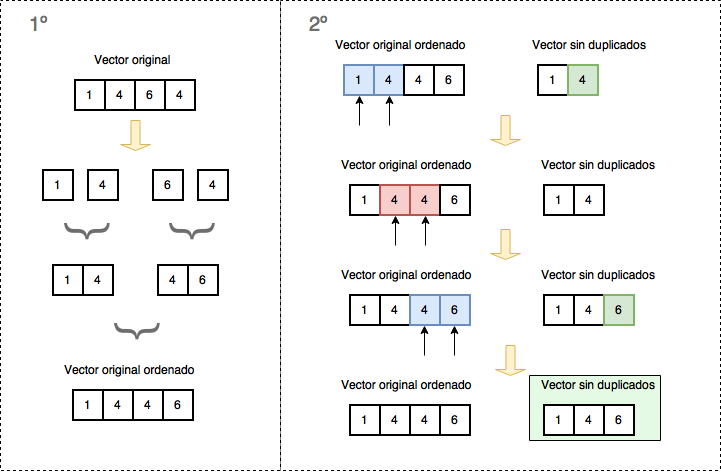 1º
Vector original
1 4 6 4
1 4 6 4
1 4 4 6
Vector original ordenado
1 4 4 6
2º
Vector original ordenado Vector sin duplicados
1 4 4 6 1 4
Vector original ordenado Vector sin duplicados
1 4 4 6 1 4
Vector original ordenado Vector sin duplicados
1 4 4 6 1 4 6
Vector original ordenado Vector sin duplicados
1 4 4 6 1 4 6